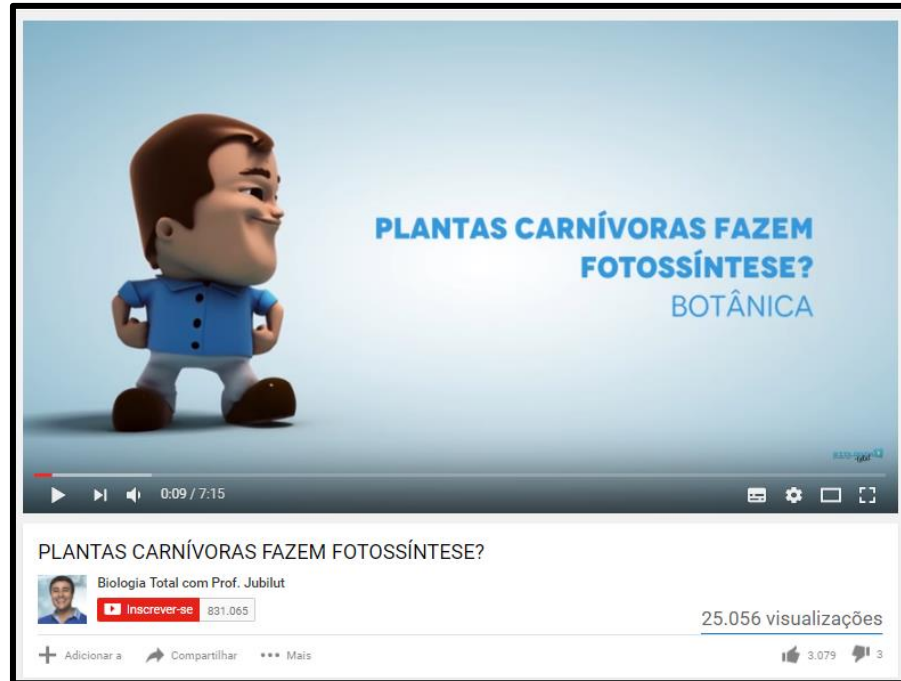 PLANTAS CARNÍVORAS FAZEM
FOTOSSÍNTESE?
BOTÂNICA
0:09 / 7:15
PLANTAS CARNÍVORAS FAZEM FOTOSSÍNTESE?
Biologia Total com Prof. Jubilut
Inscrever-se 831.065
25.056 visualizações
Adicionar a Compartilhar Mais 3.079 3